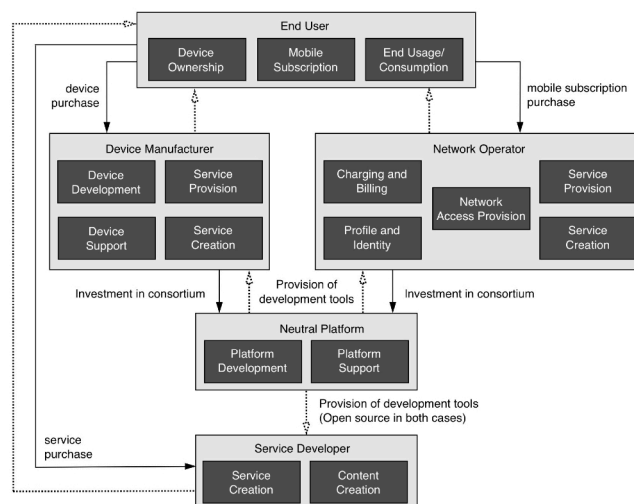 End User
Device
Ownership
Mobile
Subscription
End Usage/
Consumption
device
purchase
mobile subscription
purchase
Device Manufacturer
Device
Development
Service
Provision
Device
Support
Service
Creation
Network Operator
Charging and
Billing
Network
Access Provision
Service
Provision
Profile and
Identity
Service
Creation
Investment in consortium
Provision of
development tools
Investment in consortium
Neutral Platform
Platform
Development
Platform
Support
Provision of development tools
(Open source in both cases)
service
purchase
Service Developer
Service
Creation
Content
Creation